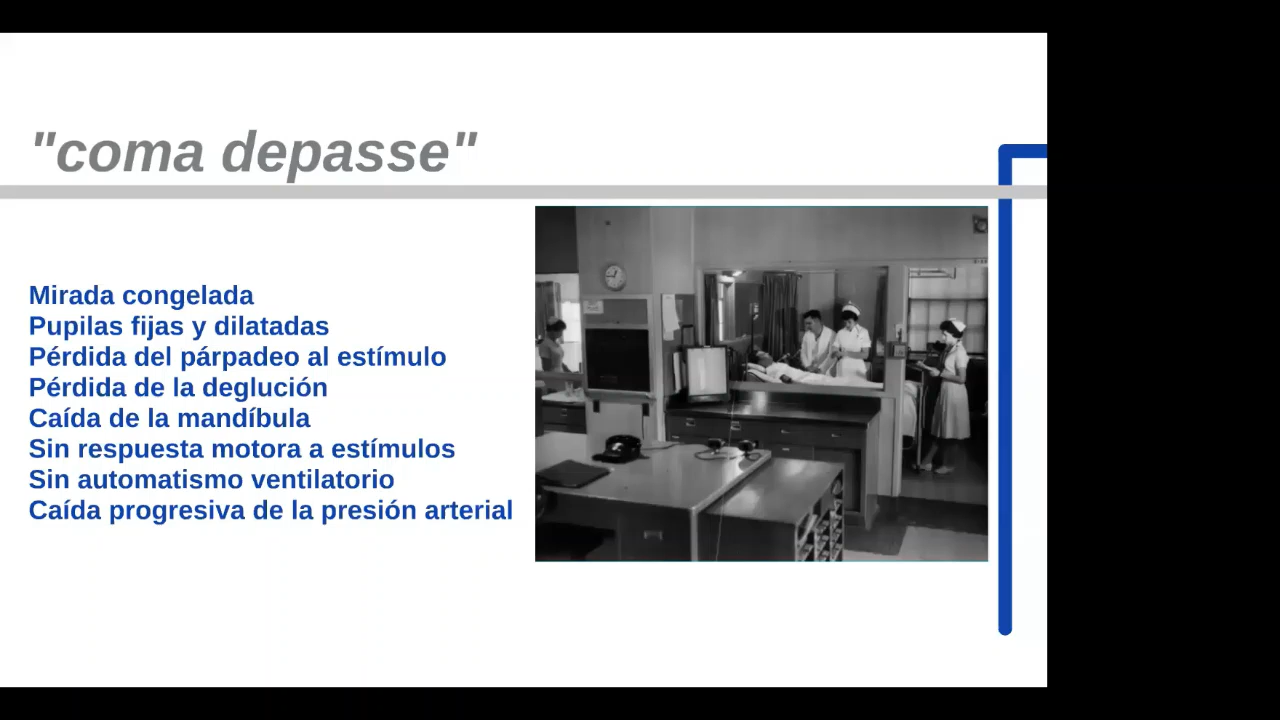 "coma depasse"
Mirada congelada
Pupilas fijas y dilatadas
Pérdida del párpadeo al estímulo
Pérdida de la deglución
Caída de la mandíbula
Sin respuesta motora a estímulos
Sin automatismo ventilatorio
Caída progresiva de la presión arterial